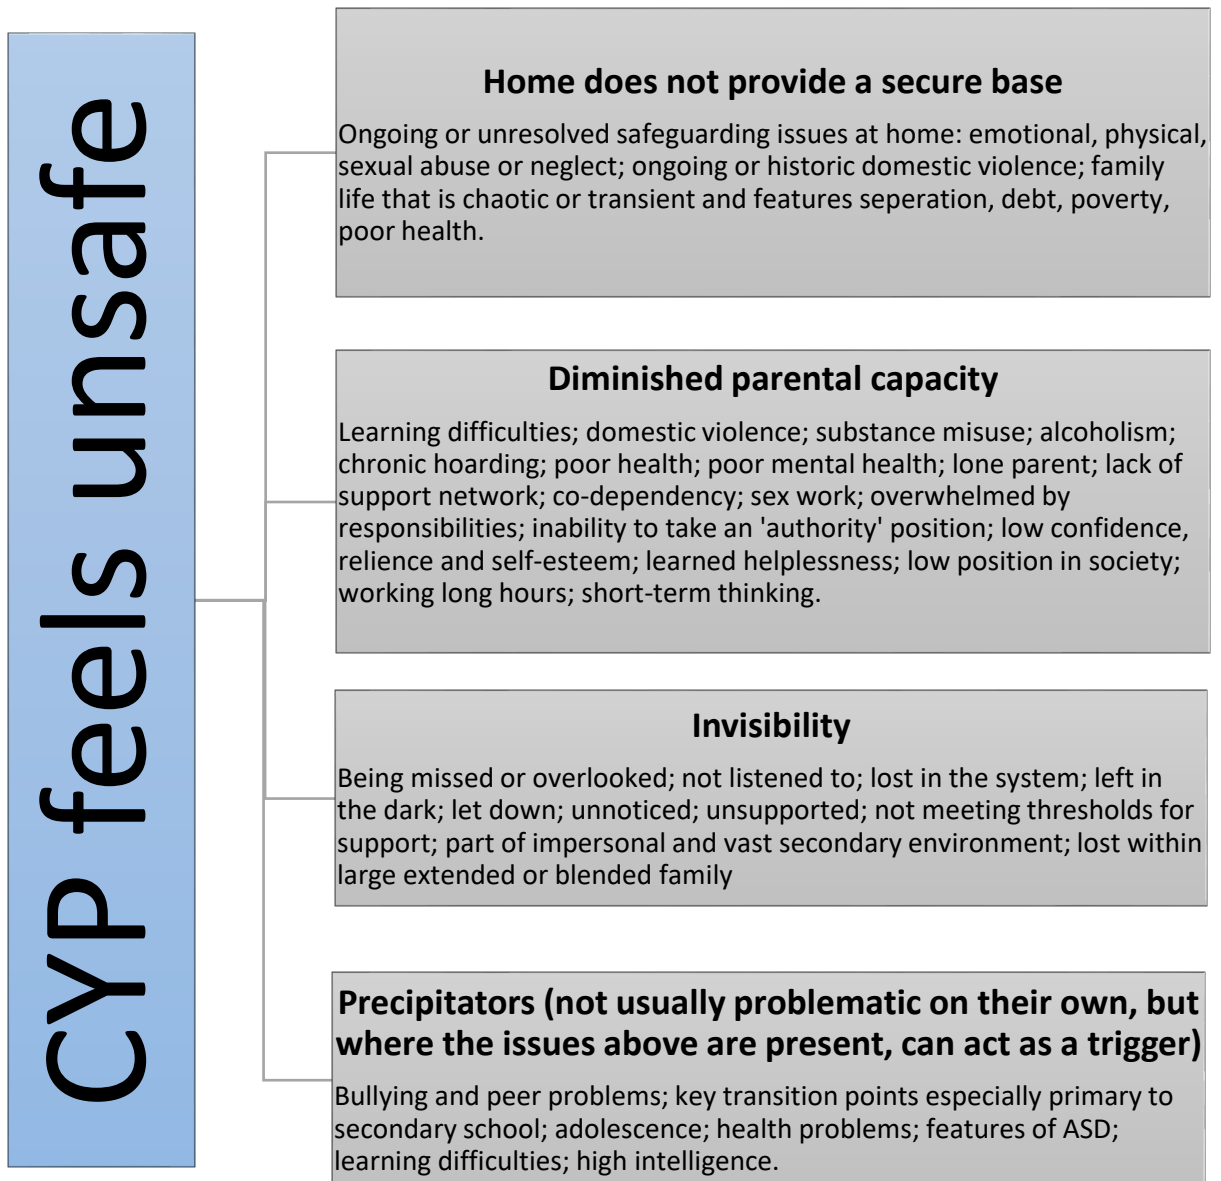 CYP feels unsafe
Home does not provide a secure base
Ongoing or unresolved safeguarding issues at home: emotional, physical,
sexual abuse or neglect; ongoing or historic domestic violence; family
life that is chaotic or transient and features seperation, debt, poverty,
poor health.
Diminished parental capacity
Learning difficulties; domestic violence; substance misuse; alcoholism;
chronic hoarding; poor health; poor mental health; lone parent; lack of
support network; co-dependency; sex work; overwhelmed by
responsibilities; inability to take an 'authority' position; low confidence,
relience and self-esteem; learned helplessness; low position in society;
working long hours; short-term thinking.
Invisibility
Being missed or overlooked; not listened to; lost in the system; left in
the dark; let down; unnoticed; unsupported; not meeting thresholds for
support; part of impersonal and vast secondary environment; lost within
large extended or blended family
Precipitators (not usually problematic on their own, but
where the issues above are present, can act as a trigger)
Bullying and peer problems; key transition points especially primary to
secondary school; adolescence; health problems; features of ASD;
learning difficulties; high intelligence.